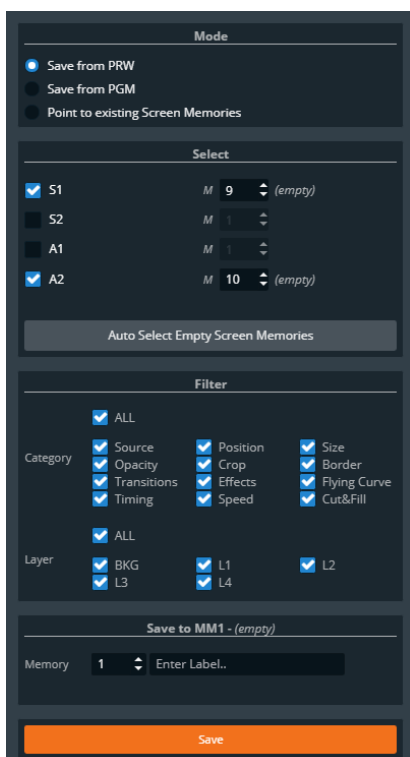 Mode
Save from PRW
Save from PGM
Point to existing Screen Memories
Select
S1 M 9 (empty)
S2 M 1
A1 M 1
A2 M 10 (empty)
Auto Select Empty Screen Memories
Filter
ALL
Category
Source Position Size
Opacity Crop Border
Transitions Effects Flying Curve
Timing Speed Cut&Fill
ALL
Layer
BKG L1 L2
L3 L4
Save to MM1 - (empty)
Memory 1 Enter Label..
Save